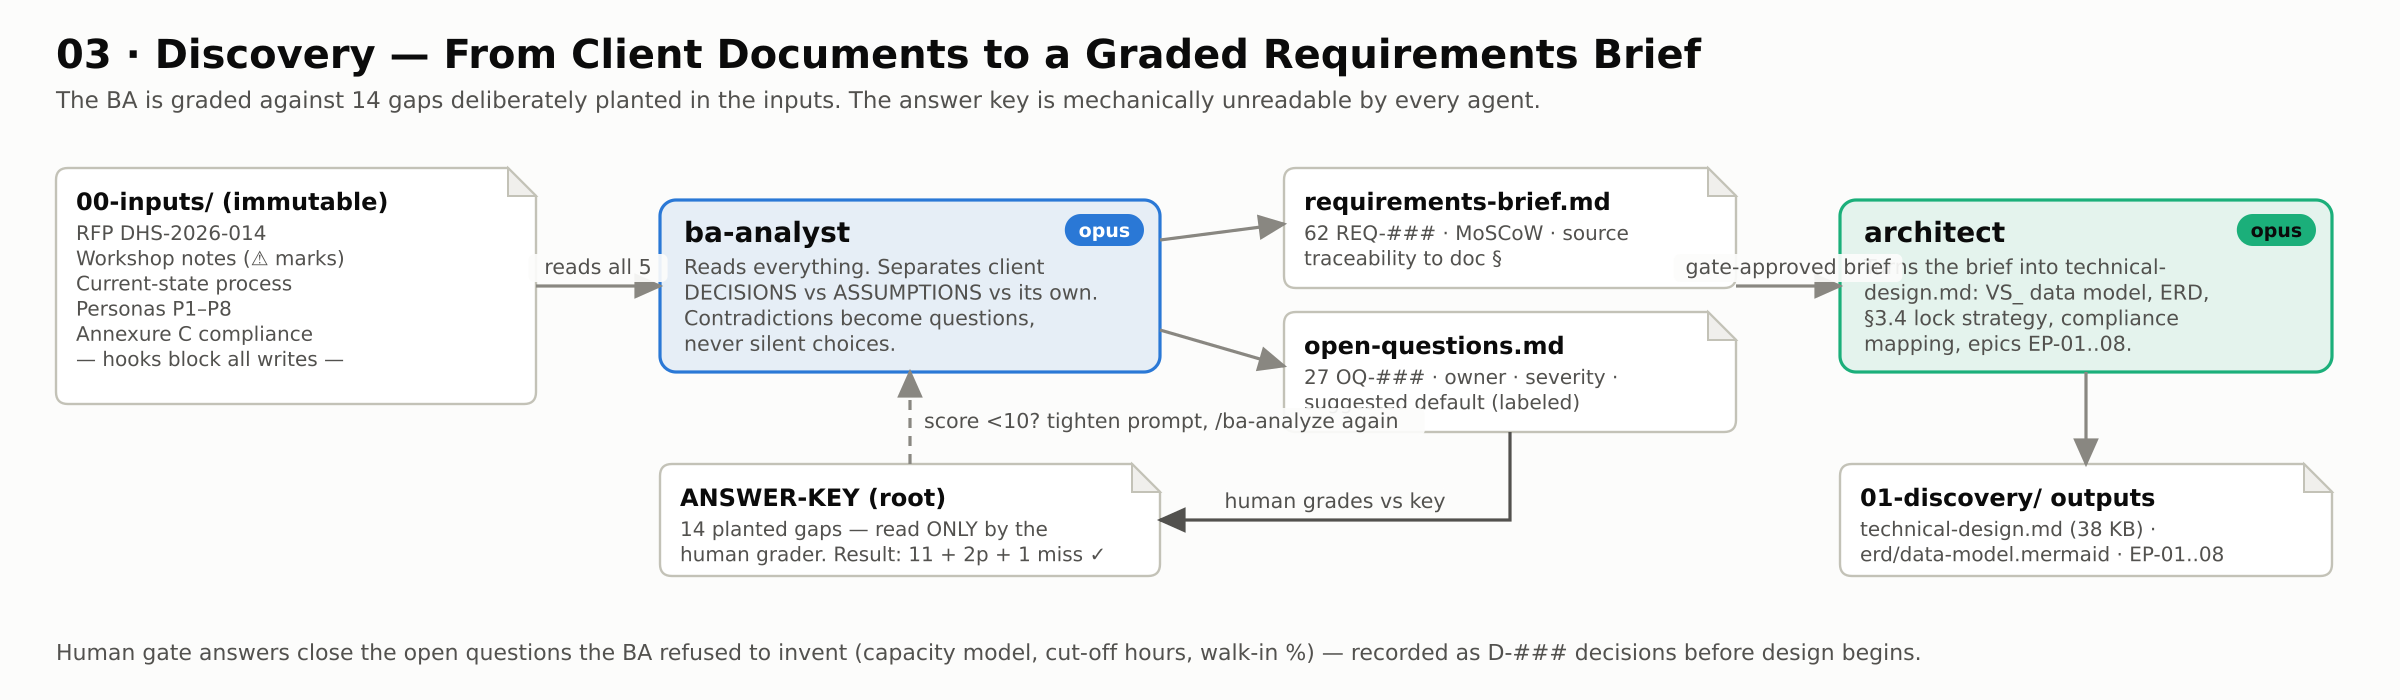 03 · Discovery — From Client Documents to a Graded Requirements Brief
The BA is graded against 14 gaps deliberately planted in the inputs. The answer key is mechanically unreadable by every agent.
00-inputs/ (immutable)
RFP DHS-2026-014
Workshop notes (⚠ marks)
Current-state process
Personas P1–P8
Annexure C compliance
— hooks block all writes —
reads all 5
ba-analyst
opus
Reads everything. Separates client
DECISIONS vs ASSUMPTIONS vs its own.
Contradictions become questions,
never silent choices.
requirements-brief.md
62 REQ-### · MoSCoW · source
traceability to doc §
open-questions.md
27 OQ-### · owner · severity ·
suggested default (labeled)
gate-approved brief
architect
opus
the brief into technical-
design.md: VS_ data model, ERD,
§3.4 lock strategy, compliance
mapping, epics EP-01..08.
score <10? tighten prompt, /ba-analyze again
ANSWER-KEY (root)
14 planted gaps — read ONLY by the
human grader. Result: 11 + 2p + 1 miss ✓
human grades vs key
01-discovery/ outputs
technical-design.md (38 KB) ·
erd/data-model.mermaid · EP-01..08
Human gate answers close the open questions the BA refused to invent (capacity model, cut-off hours, walk-in %) — recorded as D-### decisions before design begins.